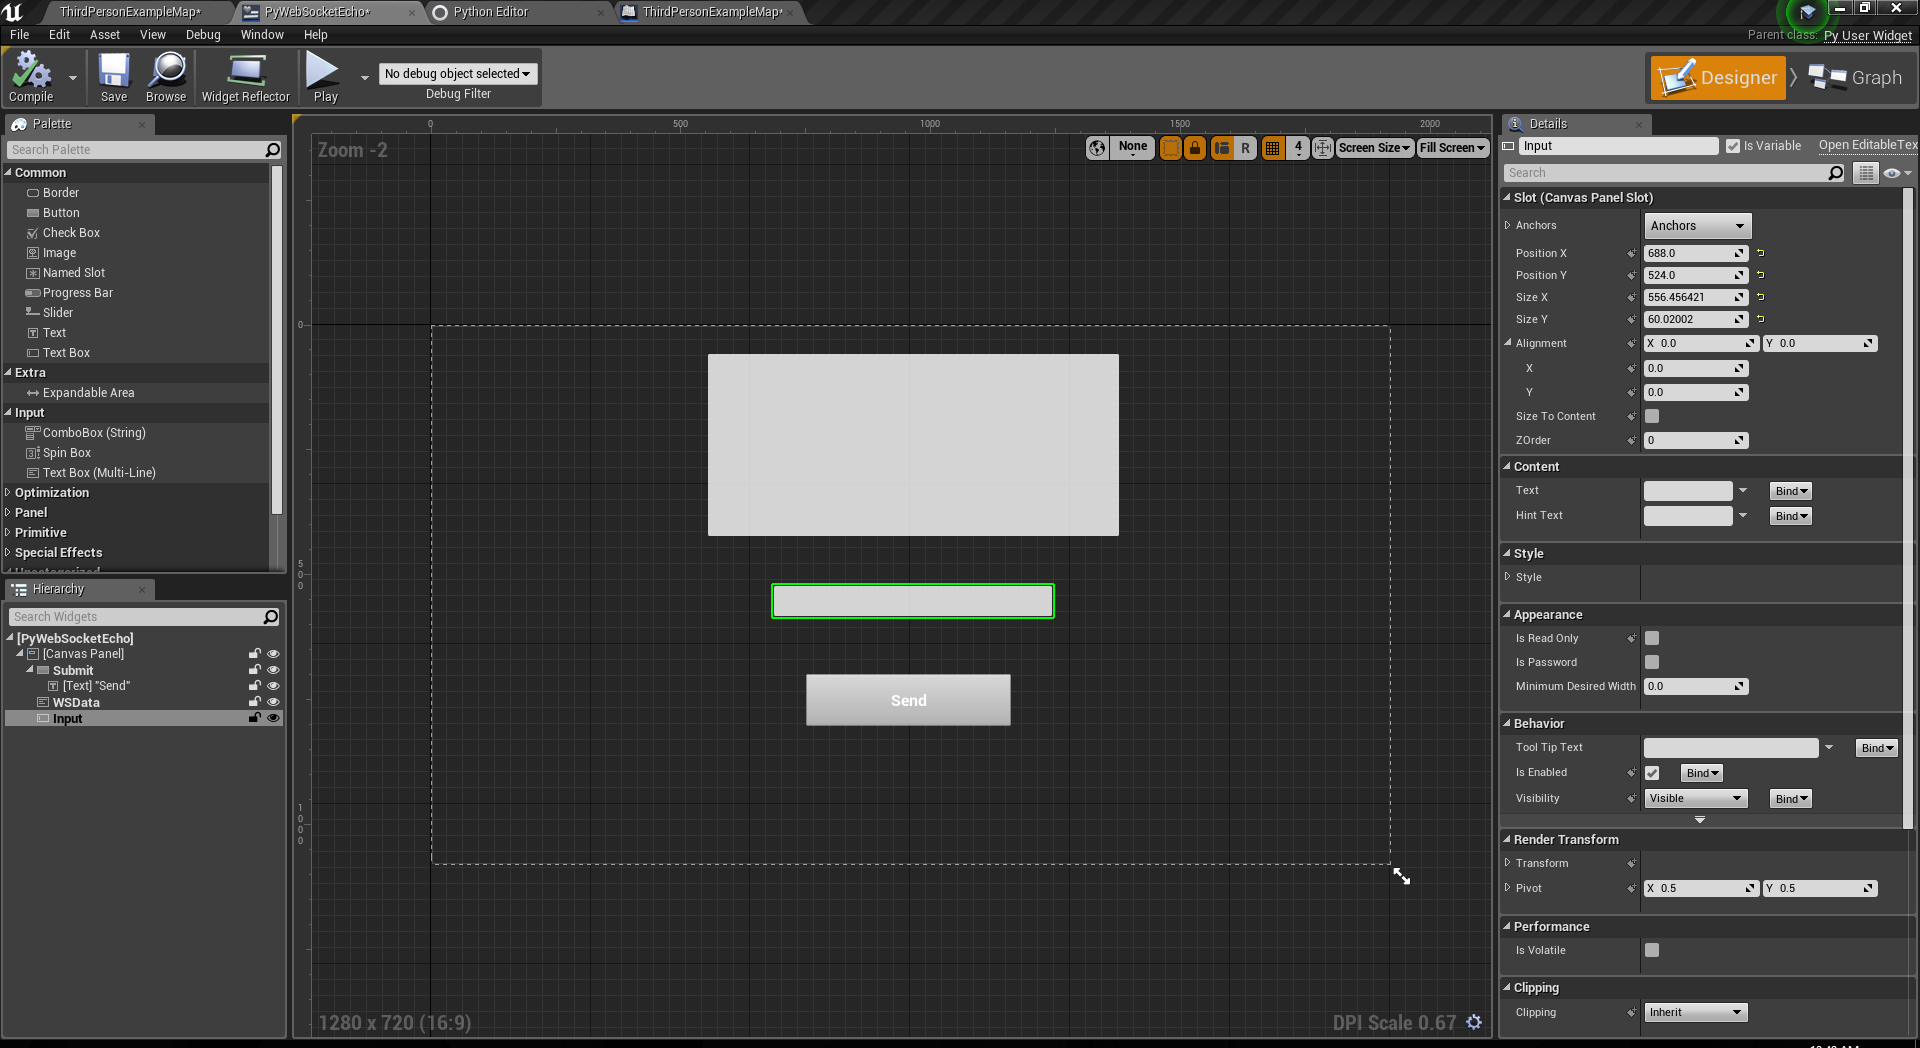 ThirdPersonExampleMap*
PyWebSocketEcho*
Python Editor
ThirdPersonExampleMap*
File Edit Asset View Debug Window Help
Parent class: Py User Widget
Compile
Save
Browse
Widget Reflector
Play
No debug object selected
Debug Filter
Designer
Graph
Palette
Search Palette
Common
Border
Button
Check Box
Image
Named Slot
Progress Bar
Slider
Text
Text Box
Extra
Expandable Area
Input
ComboBox (String)
Spin Box
Text Box (Multi-Line)
Optimization
Panel
Primitive
Special Effects
Hierarchy
Search Widgets
[PyWebSocketEcho]
[Canvas Panel]
Submit
[Text] "Send"
WSData
Input
0 500 1000 1500 2000
Zoom -2
None
R
4
Screen Size
Fill Screen
0
5
0
0
1
0
0
0
Send
1280 x 720 (16:9)
DPI Scale 0.67
Details
Input
Is Variable
Open EditableTex
Search
Slot (Canvas Panel Slot)
Anchors Anchors
Position X 688.0
Position Y 524.0
Size X 556.456421
Size Y 60.02002
Alignment X 0.0 Y 0.0
X 0.0
Y 0.0
Size To Content
ZOrder 0
Content
Text Bind
Hint Text Bind
Style
Style
Appearance
Is Read Only
Is Password
Minimum Desired Width 0.0
Behavior
Tool Tip Text Bind
Is Enabled Bind
Visibility Visible Bind
Render Transform
Transform
Pivot X 0.5 Y 0.5
Performance
Is Volatile
Clipping
Clipping Inherit